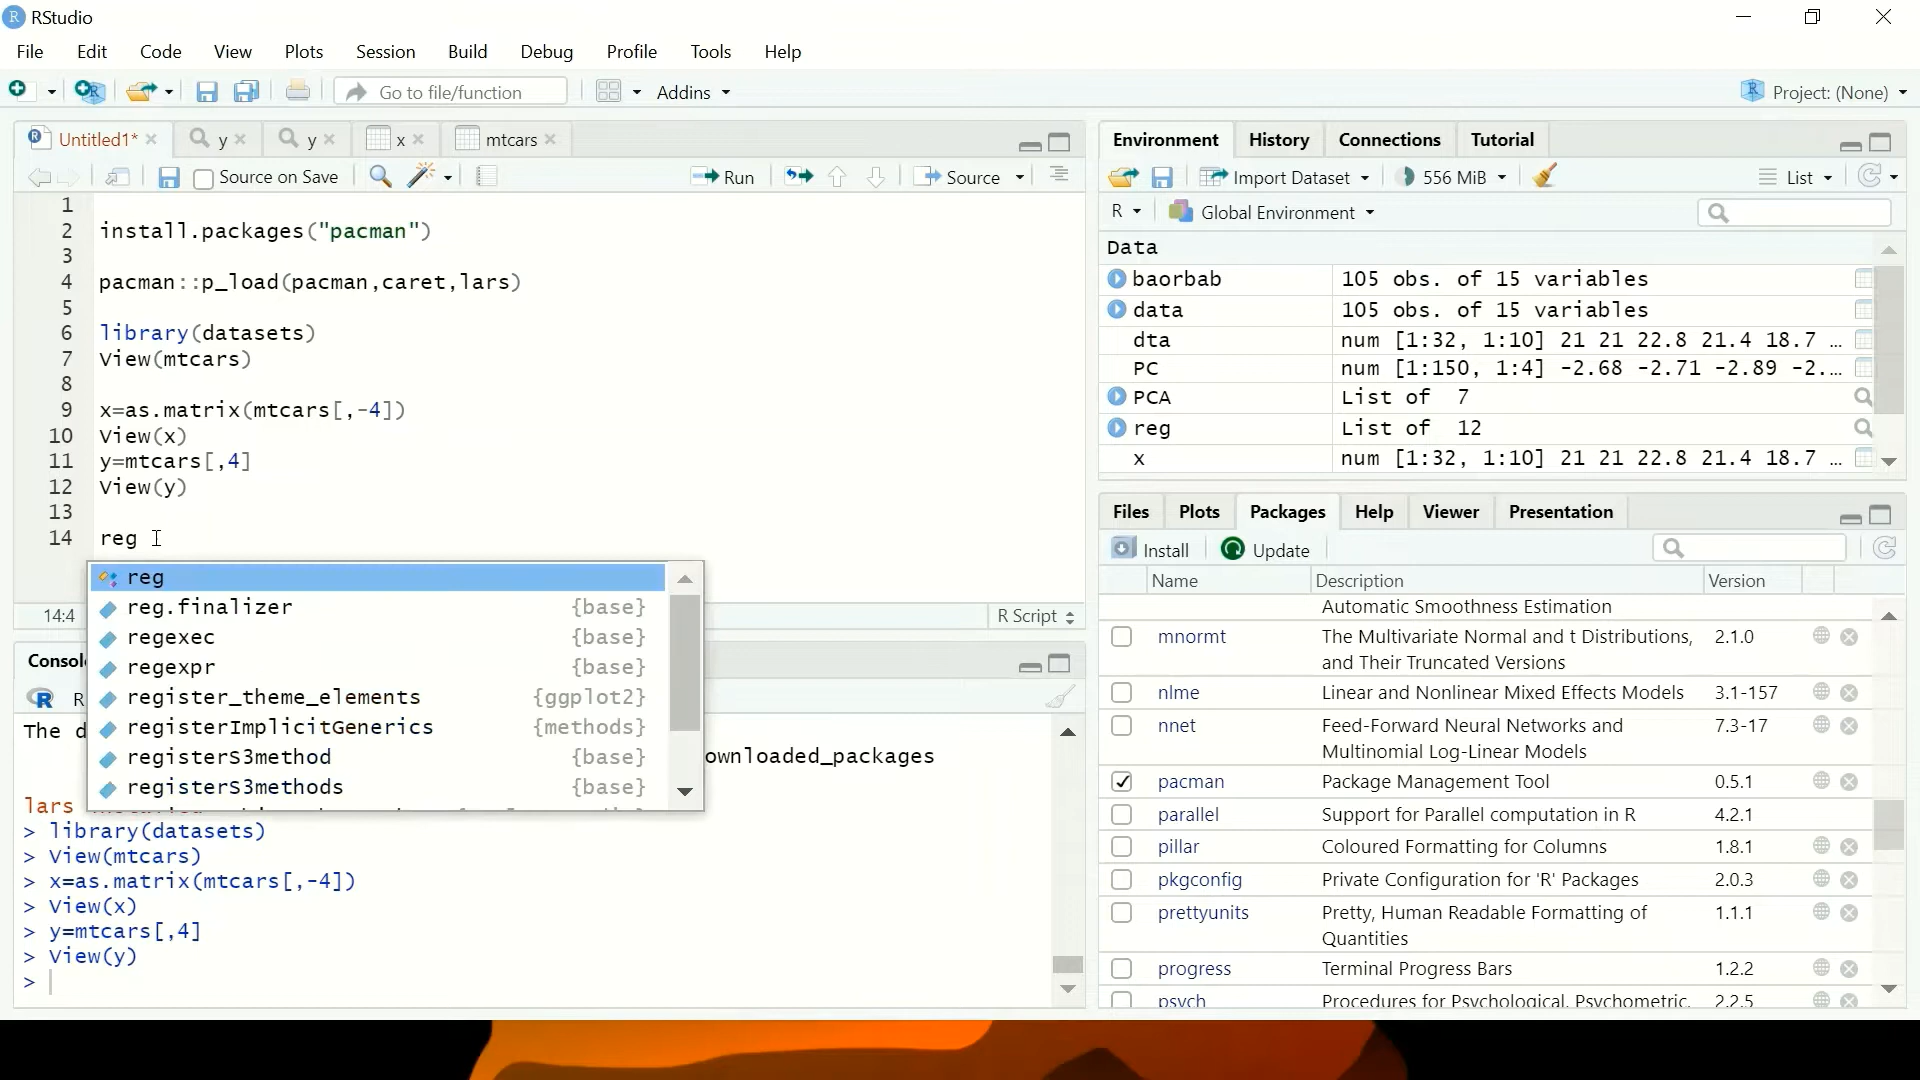 RStudio
File Edit Code View Plots Session Build Debug Profile Tools Help
Go to file/function Addins Project: (None)
Untitled1* y y x mtcars
Source on Save Run Source
1
2 install.packages("pacman")
3
4 pacman::p_load(pacman,caret,lars)
5
6 library(datasets)
7 View(mtcars)
8
9 x=as.matrix(mtcars[,-4])
10 View(x)
11 y=mtcars[,4]
12 View(y)
13
14 reg
reg
reg.finalizer {base}
regexec {base}
regexpr {base}
register_theme_elements {ggplot2}
registerImplicitGenerics {methods}
registerS3method {base}
registerS3methods {base}
14:4 R Script
R
The d
ownloaded_packages
lars
> library(datasets)
> View(mtcars)
> x=as.matrix(mtcars[,-4])
> View(x)
> y=mtcars[,4]
> View(y)
>
Environment History Connections Tutorial
Import Dataset 556 MiB List
R Global Environment
Data
baorbab 105 obs. of 15 variables
data 105 obs. of 15 variables
dta num [1:32, 1:10] 21 21 22.8 21.4 18.7 ...
PC num [1:150, 1:4] -2.68 -2.71 -2.89 -2....
PCA List of 7
reg List of 12
x num [1:32, 1:10] 21 21 22.8 21.4 18.7 ...
Files Plots Packages Help Viewer Presentation
Install Update
Name Description Version
Automatic Smoothness Estimation
mnormt The Multivariate Normal and t Distributions, 2.1.0
and Their Truncated Versions
nlme Linear and Nonlinear Mixed Effects Models 3.1-157
nnet Feed-Forward Neural Networks and 7.3-17
Multinomial Log-Linear Models
pacman Package Management Tool 0.5.1
parallel Support for Parallel computation in R 4.2.1
pillar Coloured Formatting for Columns 1.8.1
pkgconfig Private Configuration for 'R' Packages 2.0.3
prettyunits Pretty, Human Readable Formatting of 1.1.1
Quantities
progress Terminal Progress Bars 1.2.2
psych Procedures for Psychological, Psychometric, 2.2.5